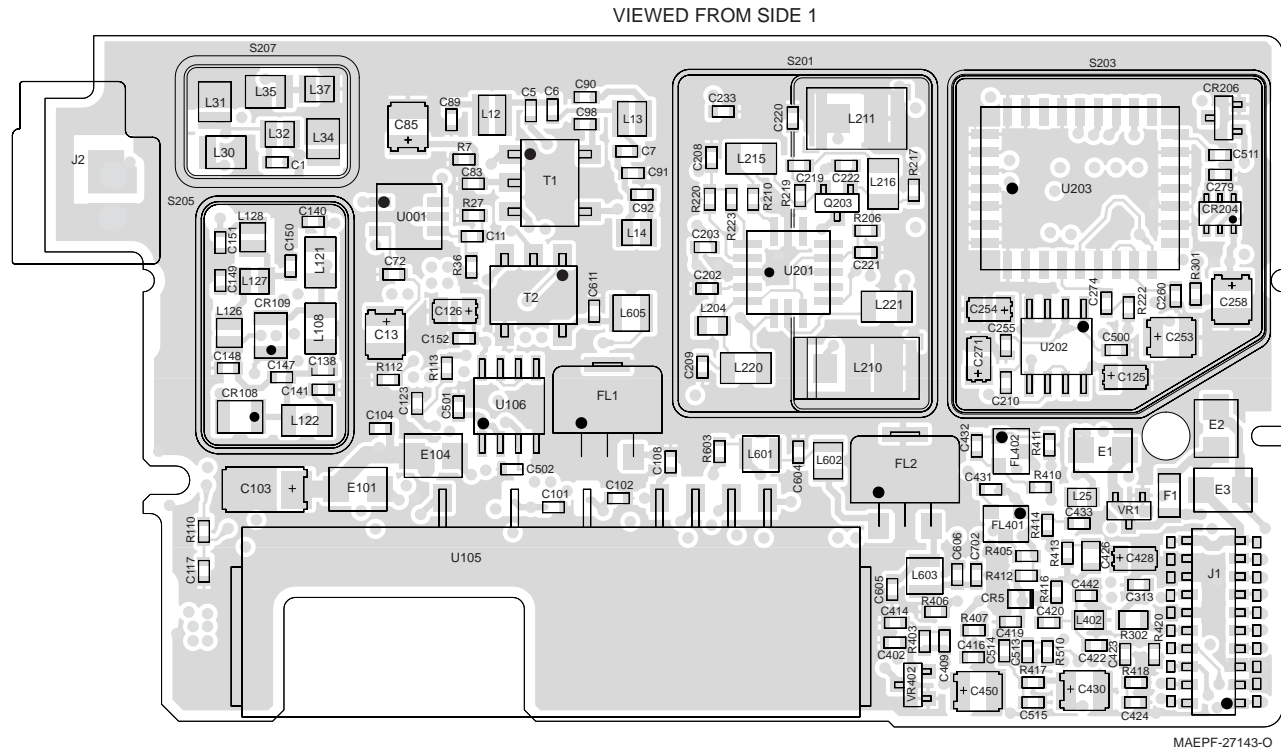 VIEWED FROM SIDE 1
S207
S201
S203
J2
L31
L35
L37
L32
L34
L30
C1
C85
+
C89
L12
C5
C6
C90
C98
L13
R7
C83
T1
C7
C91
C92
R27
C11
L14
U001
C72
R36
T2
C611
L605
C126+
C152
+
C13
R113
R112
C123
C501
U106
FL1
C104
E104
C502
S205
L128
C140
C151
C150
L121
C149
L127
CR109
L126
L108
C148
C147
C138
C141
CR108
L122
C233
C220
L211
C208
L215
C219
C222
L216
R217
R220
R223
R210
R219
Q203
R206
C203
U201
C221
C202
L204
L221
C209
L220
L210
CR206
C511
C279
CR204
U203
R301
C274
R222
C260
C258
+
C254+
C255
U202
C500
+C253
+C271
+C125
C210
R603
L601
C604
L602
C108
FL2
C432
FL402
R411
E1
E2
C431
R410
L25
C433
F1
E3
VR1
C103
+
E101
C101
C102
R110
C117
U105
FL401
R414
R405
R413
C426
+C428
J1
C606
C702
R412
L603
C605
R406
CR5
R416
C442
C313
C414
R407
C419
C420
L402
R302
R420
C402
R403
C409
C416
C514
C513
R510
C422
C423
VR402
+C450
R417
C515
+C430
R418
C424
MAEPF-27143-O